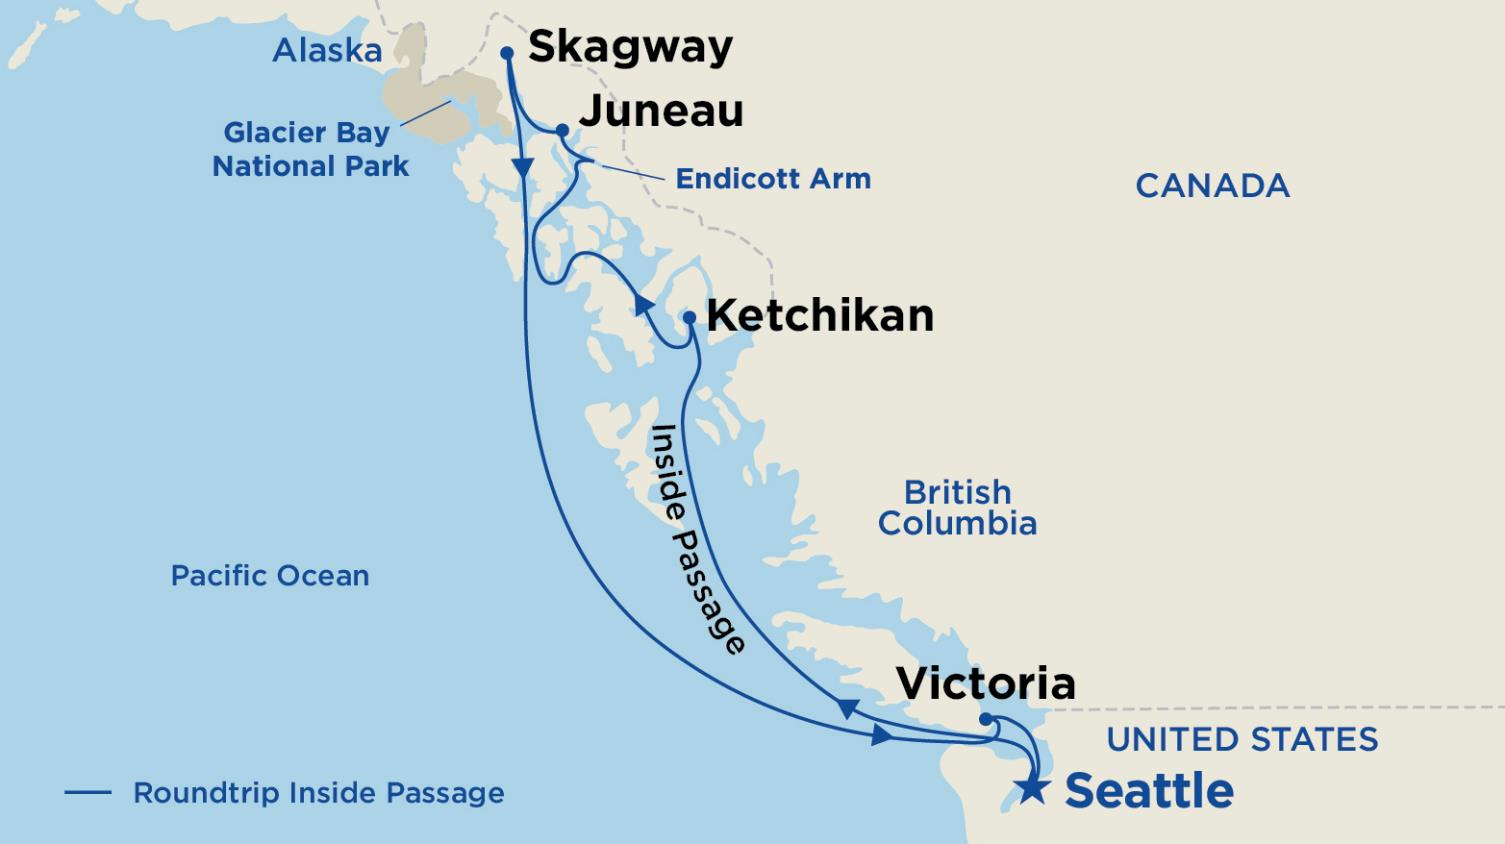 Alaska
Skagway
Juneau
Glacier Bay
National Park
Endicott Arm
CANADA
Ketchikan
Inside Passage
British
Columbia
Pacific Ocean
Victoria
UNITED STATES
Seattle
Roundtrip Inside Passage